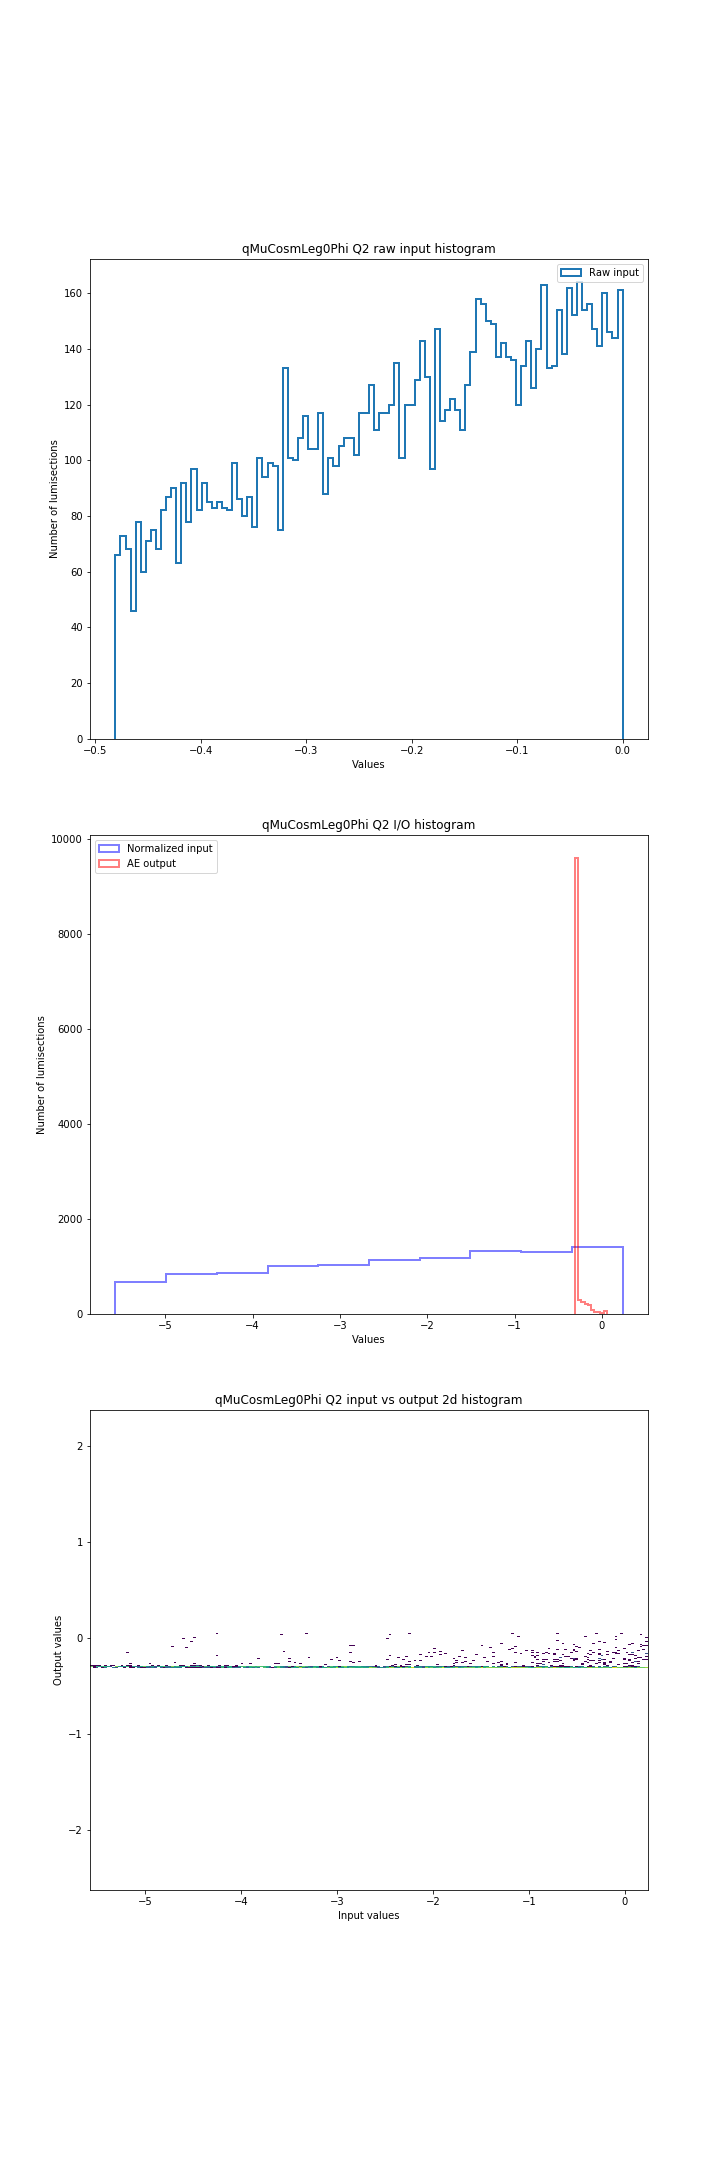 qMuCosmLeg0Phi Q2 raw input histogram
Raw input
160
140
120
100
80
60
40
20
0
Number of lumisections
−0.5 −0.4 −0.3 −0.2 −0.1 0.0
Values
qMuCosmLeg0Phi Q2 I/O histogram
Normalized input
AE output
10000
8000
6000
4000
2000
0
Number of lumisections
−5 −4 −3 −2 −1 0
Values
qMuCosmLeg0Phi Q2 input vs output 2d histogram
2
1
0
−1
−2
Output values
−5 −4 −3 −2 −1 0
Input values